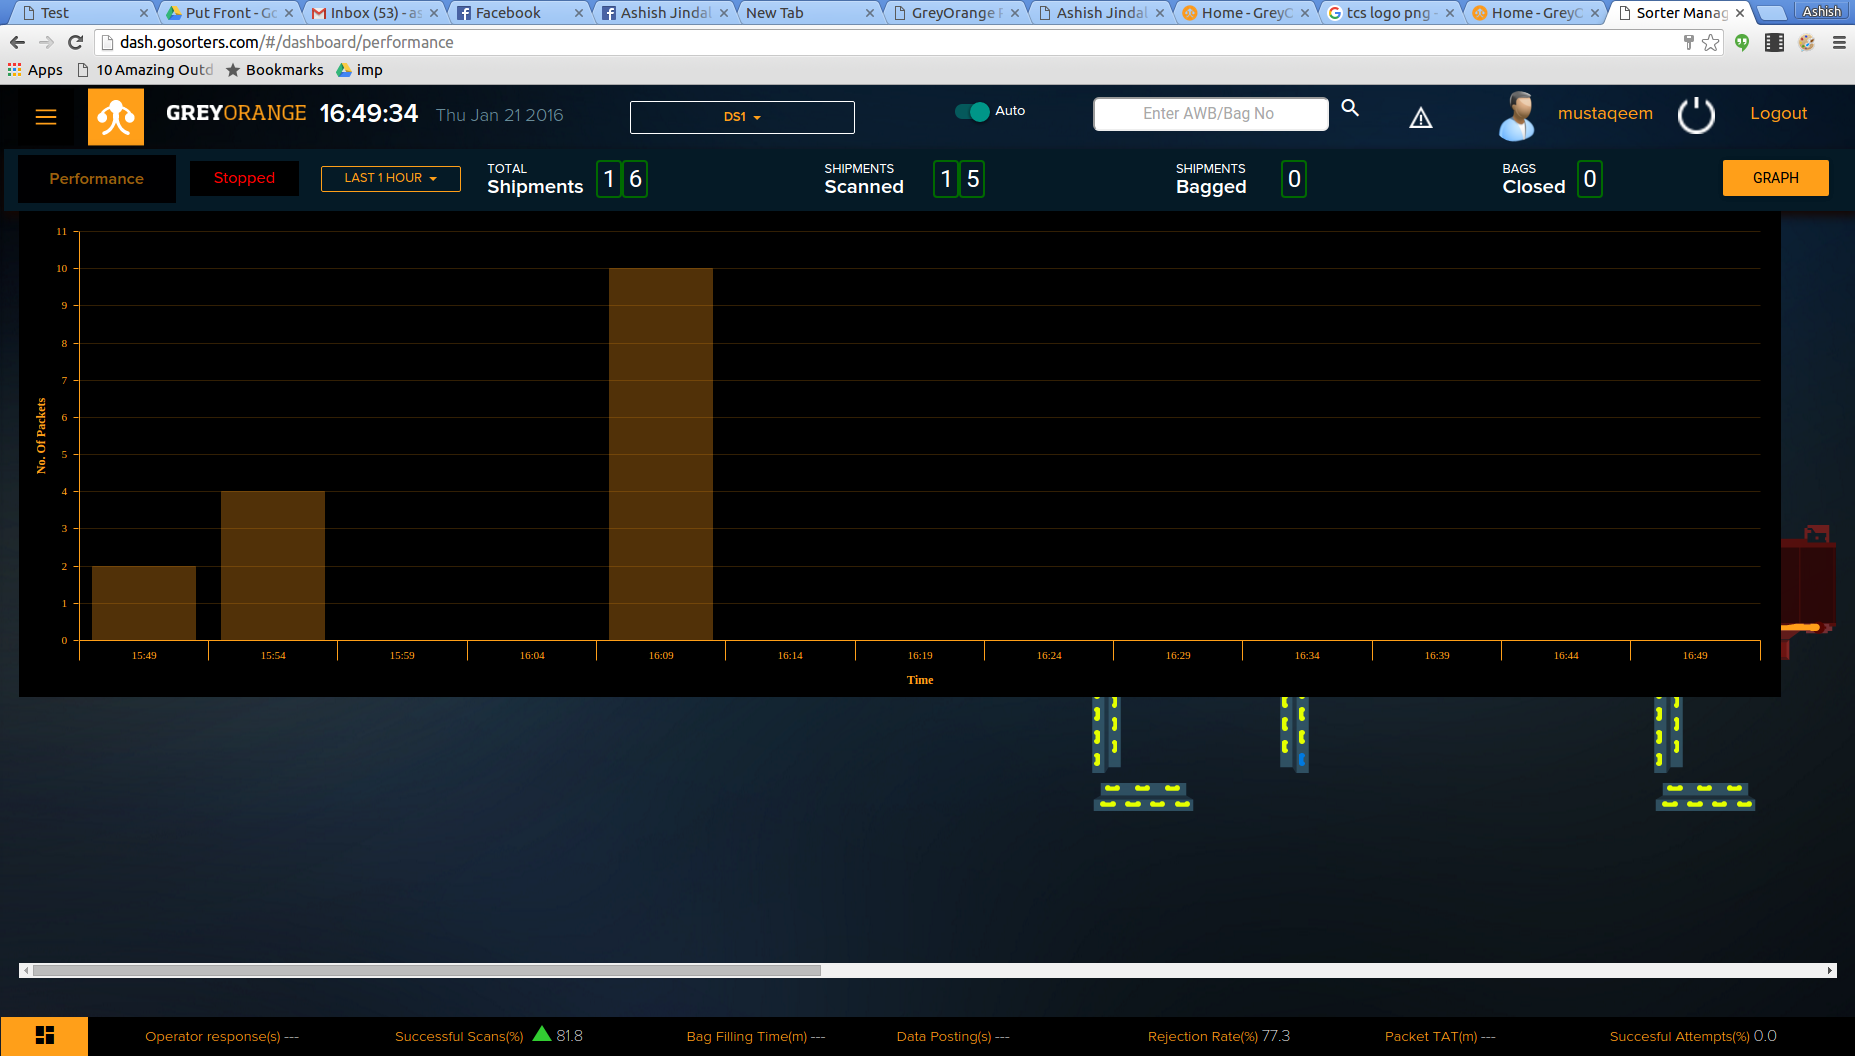 Test
Put Front - Go
Inbox (53) - as
Facebook
Ashish Jindal
New Tab
GreyOrange
Ashish Jindal
Home - GreyC
tcs logo png -
Home - GreyC
Sorter Manag
Ashish
dash.gosorters.com/#/dashboard/performance
Apps
10 Amazing Outd
Bookmarks
imp
GREYORANGE
16:49:34
Thu Jan 21 2016
DS1
Auto
Enter AWB/Bag No
mustaqeem
Logout
Performance
Stopped
LAST 1 HOUR
TOTAL
Shipments
1 6
SHIPMENTS
Scanned
1 5
SHIPMENTS
Bagged
0
BAGS
Closed
0
GRAPH
11
10
9
8
7
6
5
4
3
2
1
0
No. Of Packets
15:49
15:54
15:59
16:04
16:09
16:14
16:19
16:24
16:29
16:34
16:39
16:44
16:49
Time
Operator response(s) ---
Successful Scans(%) 81.8
Bag Filling Time(m) ---
Data Posting(s) ---
Rejection Rate(%) 77.3
Packet TAT(m) ---
Succesful Attempts(%) 0.0